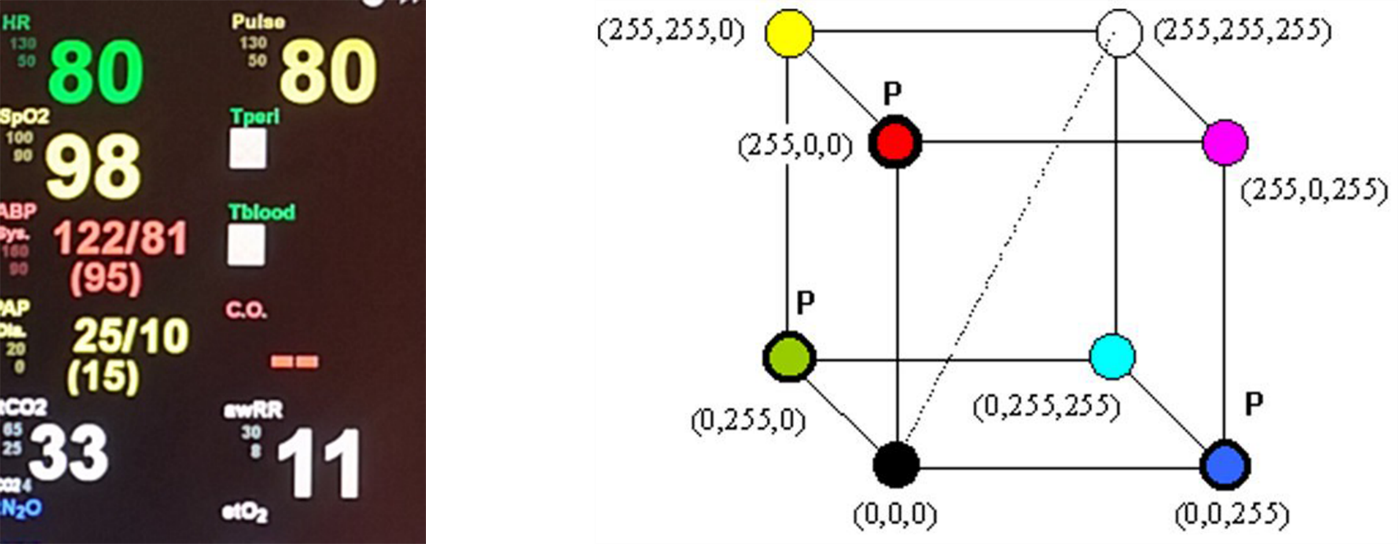 HR
130
50
80
Pulse
130
50
80
SpO2
100
90
98
Tperi
ABP
Sys.
160
90
122/81
(95)
Tblood
PAP
Dia.
20
0
25/10
(15)
C.O.
--
tCO2
65
25
33
awRR
30
8
11
CO2 4
N₂O
etO₂
(255,255,0)
(255,255,255)
P
(255,0,0)
(255,0,255)
P
(0,255,0)
(0,255,255)
P
(0,0,0)
(0,0,255)